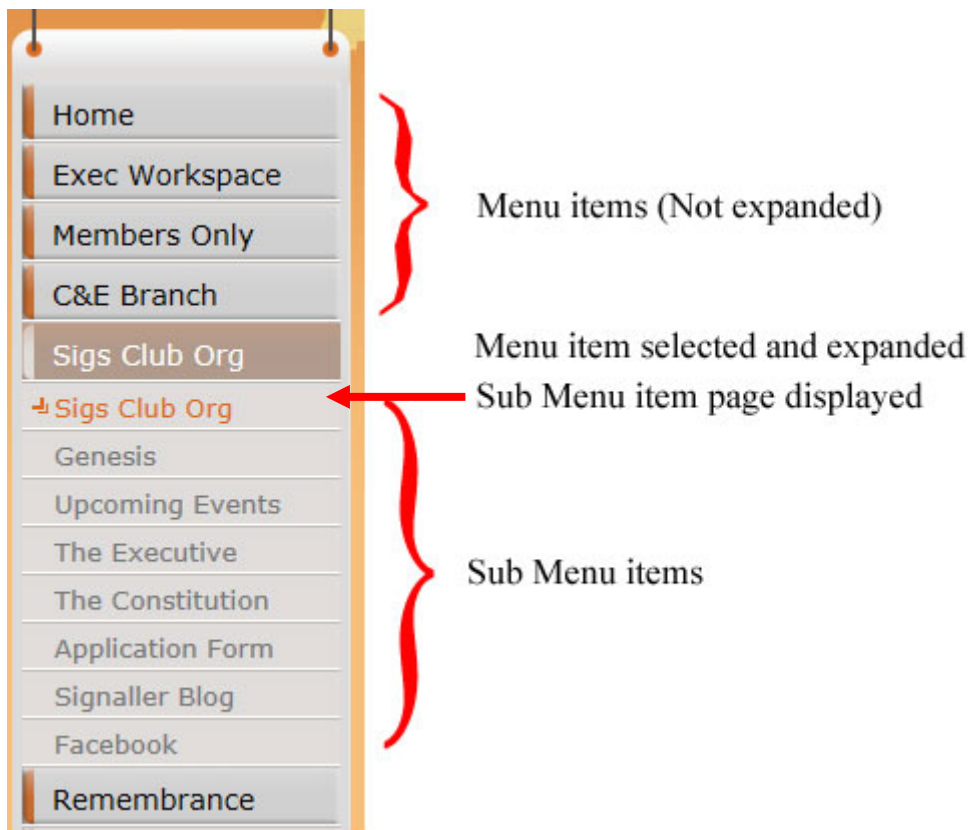 Home
Exec Workspace
Members Only
C&E Branch
Sigs Club Org
Sigs Club Org
Genesis
Upcoming Events
The Executive
The Constitution
Application Form
Signaller Blog
Facebook
Remembrance
Menu items (Not expanded)
Menu item selected and expanded
Sub Menu item page displayed
Sub Menu items